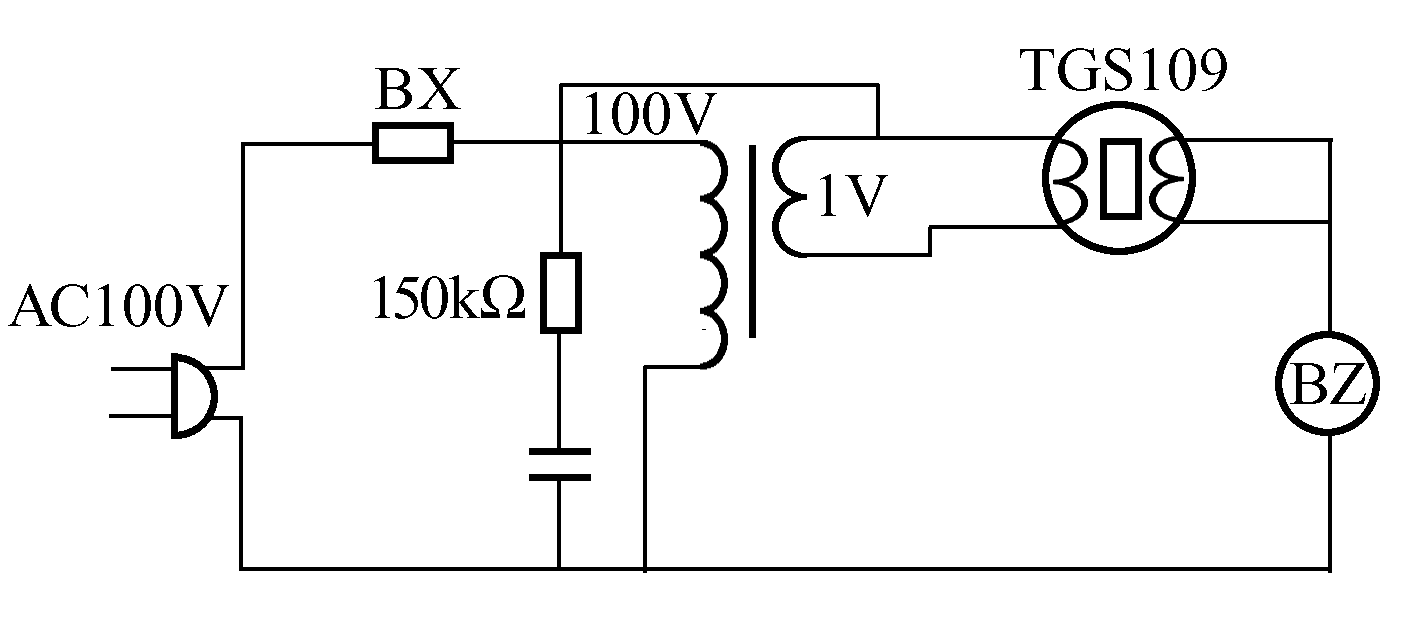 TGS109
BX
100V
1V
150kΩ
AC100V
BZ